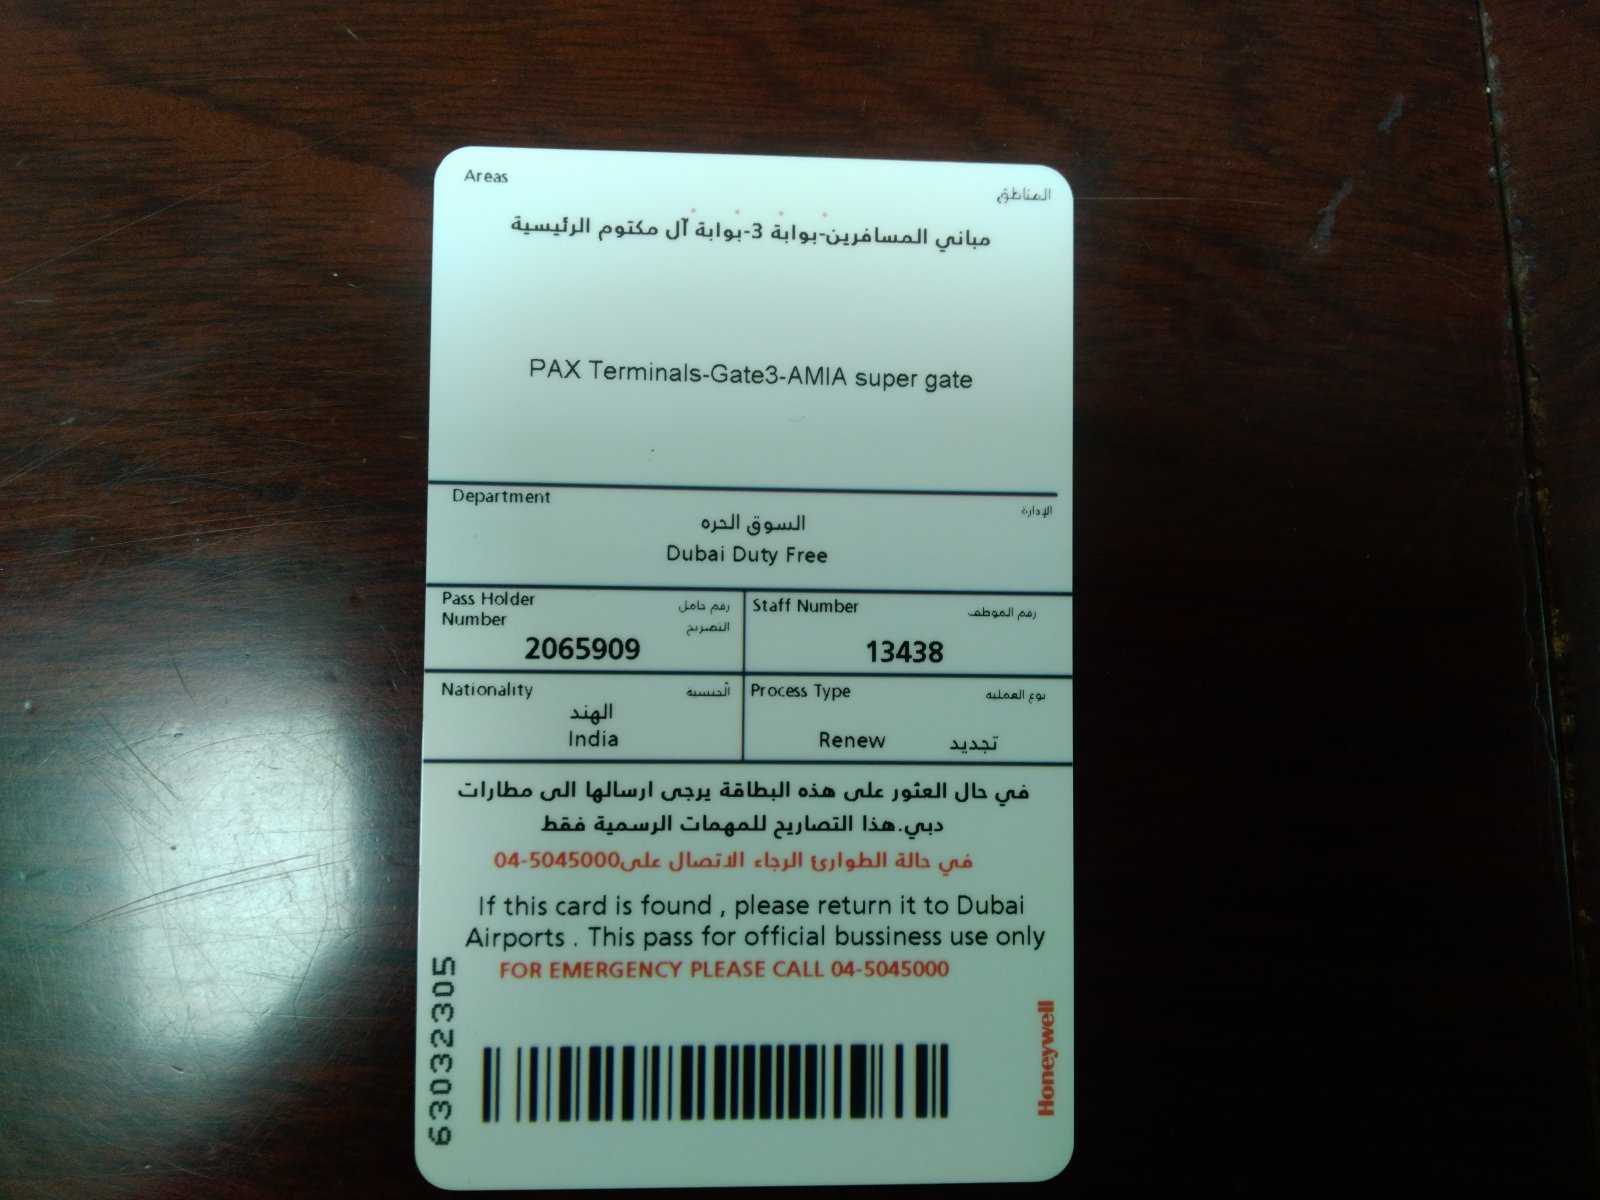 Areas
المناطق
مباني المسافرين-بوابة 3-بوابة آل مكتوم الرئيسية
PAX Terminals-Gate3-AMIA super gate
Department
الإدارة
السوق الحره
Dubai Duty Free
Pass Holder
Number
رقم حامل
التصريح
2065909
Staff Number
رقم الموظف
13438
Nationality
الجنسية
الهند
India
Process Type
نوع العملية
Renew تجديد
في حال العثور على هذه البطاقة يرجى ارسالها الى مطارات
دبي.هذا التصاريح للمهمات الرسمية فقط
في حالة الطوارئ الرجاء الاتصال على04-5045000
If this card is found , please return it to Dubai
Airports . This pass for official bussiness use only
FOR EMERGENCY PLEASE CALL 04-5045000
63032305
Honeywell